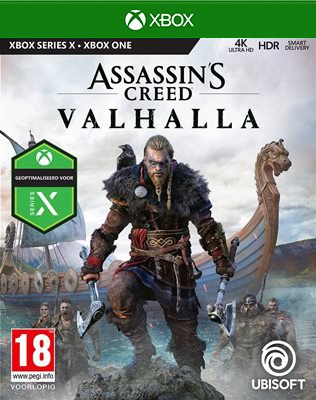 XBOX
XBOX SERIES X • XBOX ONE
4K
ULTRA HD
HDR
SMART
DELIVERY
ASSASSIN'S
CREED
VALHALLA
GEOPTIMALISEERD VOOR
SERIES
X
18
www.pegi.info
VOORLOPIG
UBISOFT